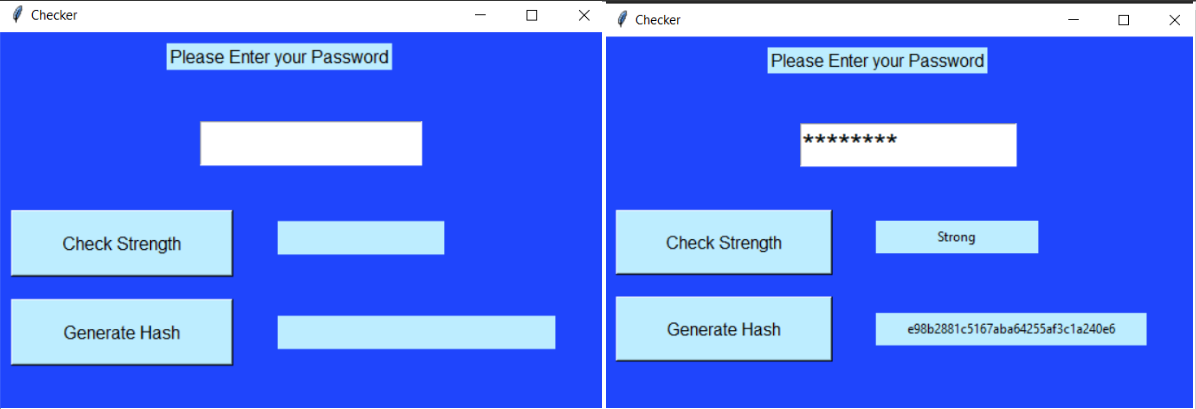 Checker
Please Enter your Password
Check Strength
Generate Hash
Checker
Please Enter your Password
********
Check Strength
Strong
Generate Hash
e98b2881c5167aba64255af3c1a240e6